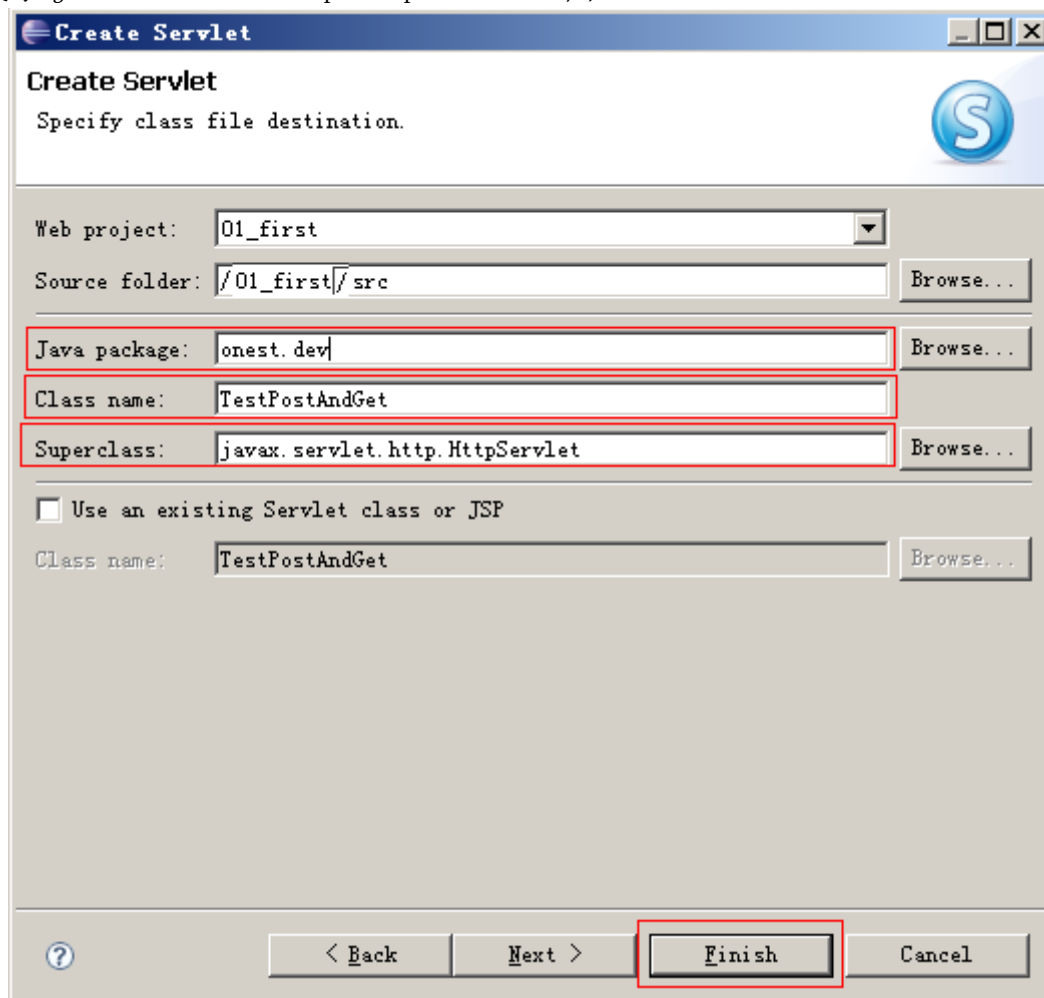 Create Servlet
Create Servlet
Specify class file destination.
S
Web project: 01_first
Source folder: /01_first/src Browse...
Java package: onest.dev Browse...
Class name: TestPostAndGet
Superclass: javax.servlet.http.HttpServlet Browse...
Use an existing Servlet class or JSP
Class name: TestPostAndGet Browse...
? < Back Next > Finish Cancel